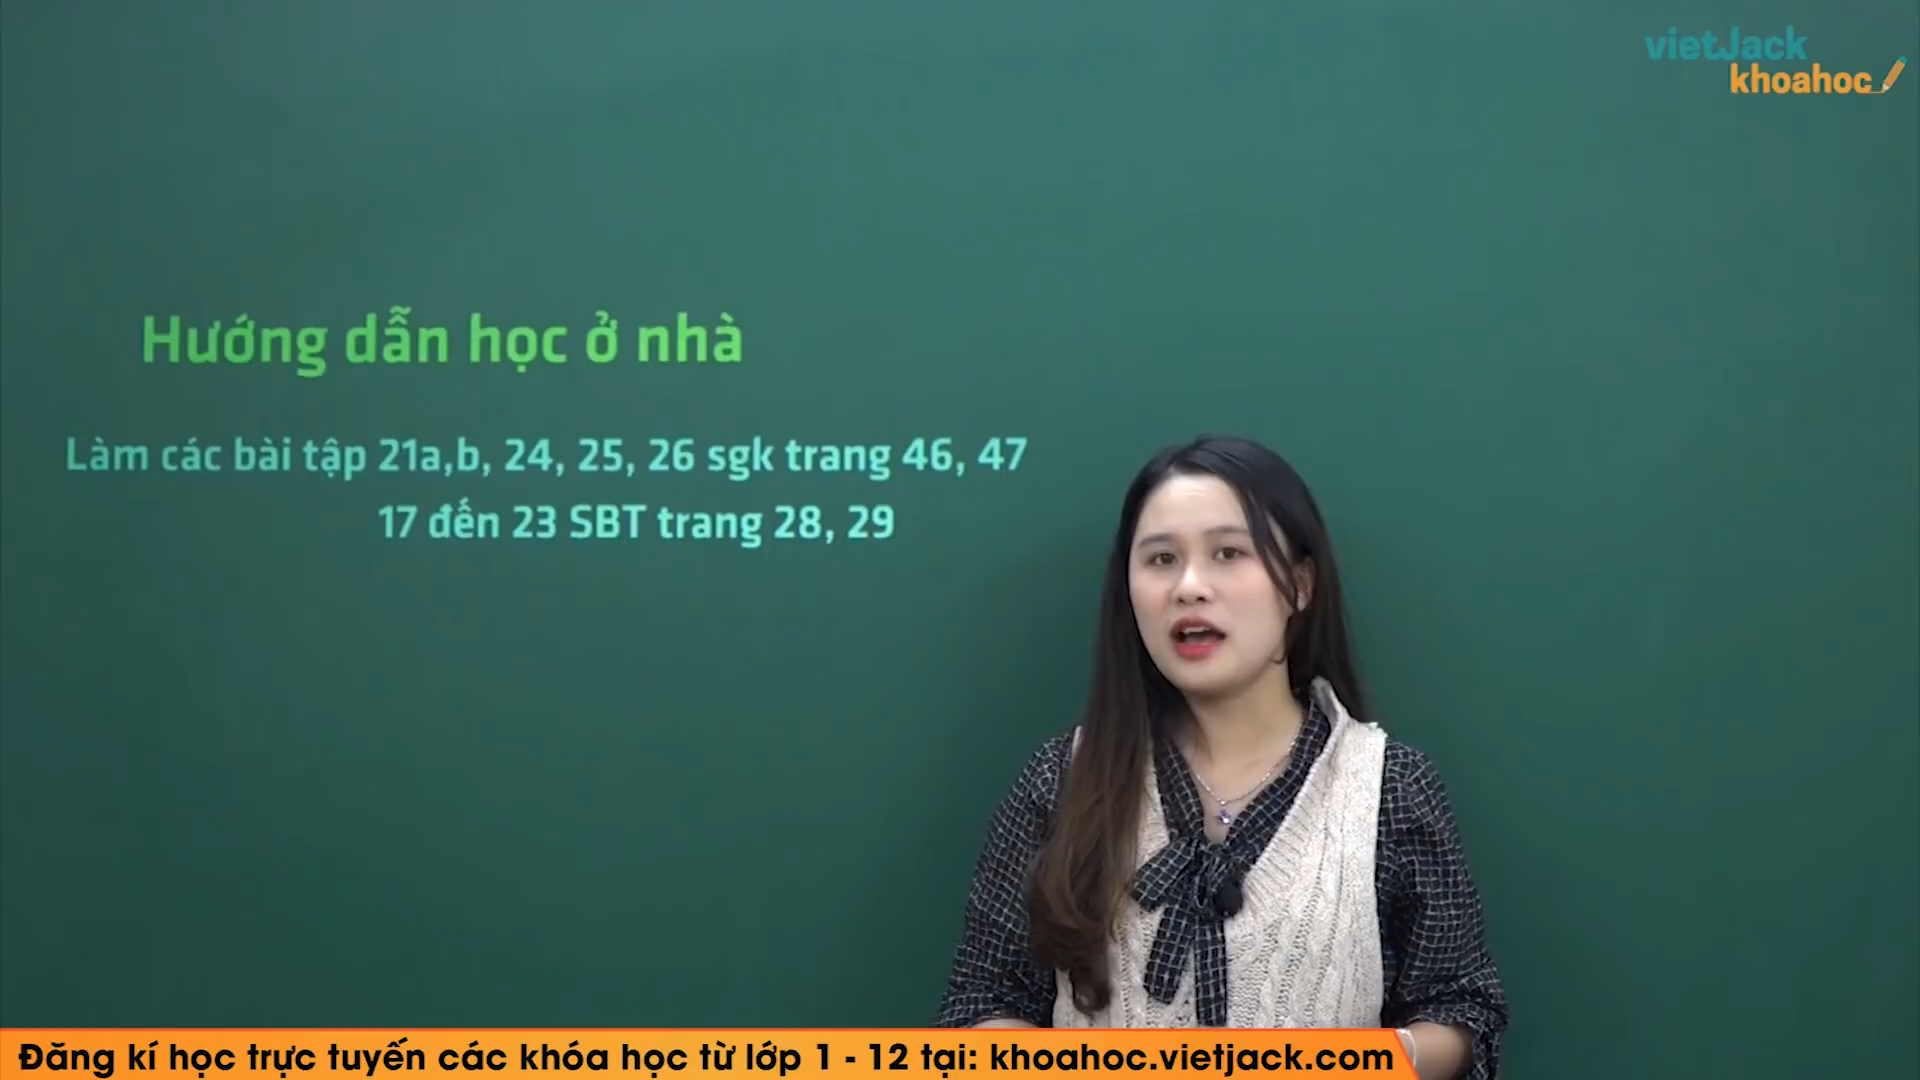 vietJack
khoahoc
Hướng dẫn học ở nhà
Làm các bài tập 21a,b, 24, 25, 26 sgk trang 46, 47
17 đến 23 SBT trang 28, 29
Đăng kí học trực tuyến các khóa học từ lớp 1 - 12 tại: khoahoc.vietjack.com